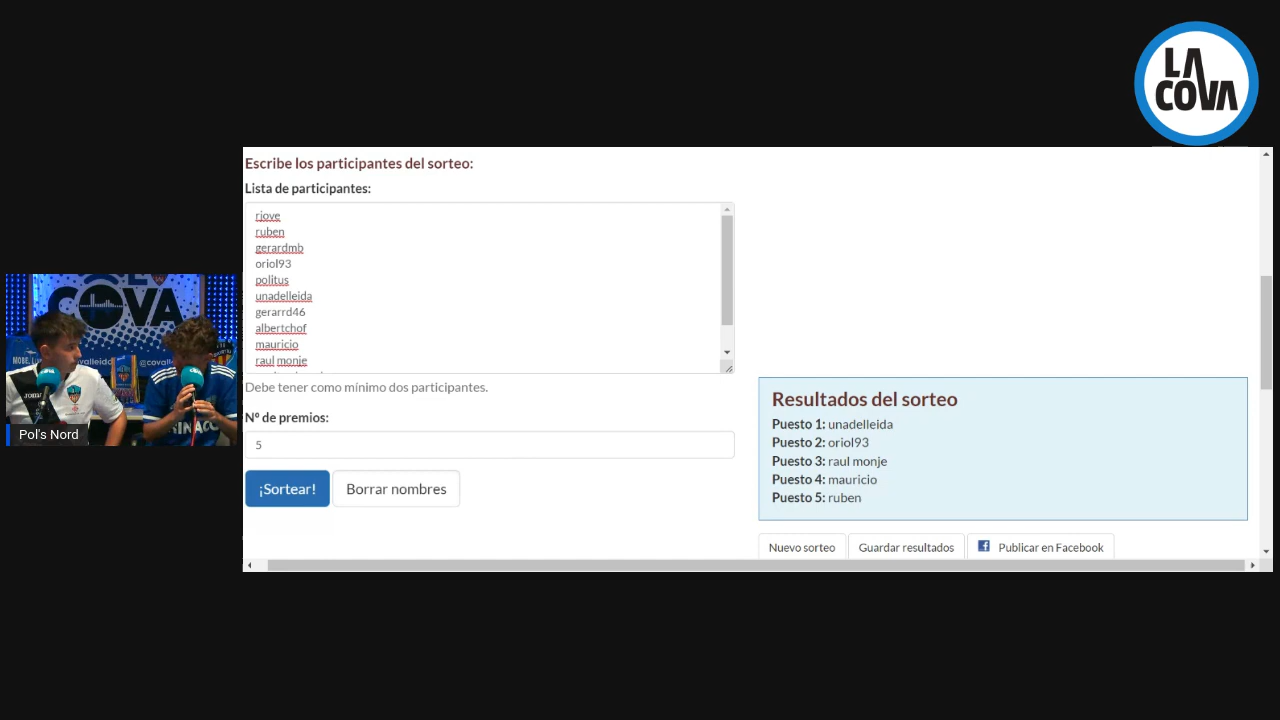 LA
COVA
Escribe los participantes del sorteo:
Lista de participantes:
rjove
ruben
gerardmb
oriol93
politus
unadelleida
gerarrd46
albertchof
mauricio
raul monje
Debe tener como mínimo dos participantes.
Nº de premios:
5
¡Sortear!
Borrar nombres
Resultados del sorteo
Puesto 1: unadelleida
Puesto 2: oriol93
Puesto 3: raul monje
Puesto 4: mauricio
Puesto 5: ruben
Nuevo sorteo
Guardar resultados
Publicar en Facebook
COVA
@covalleida
Pol's Nord